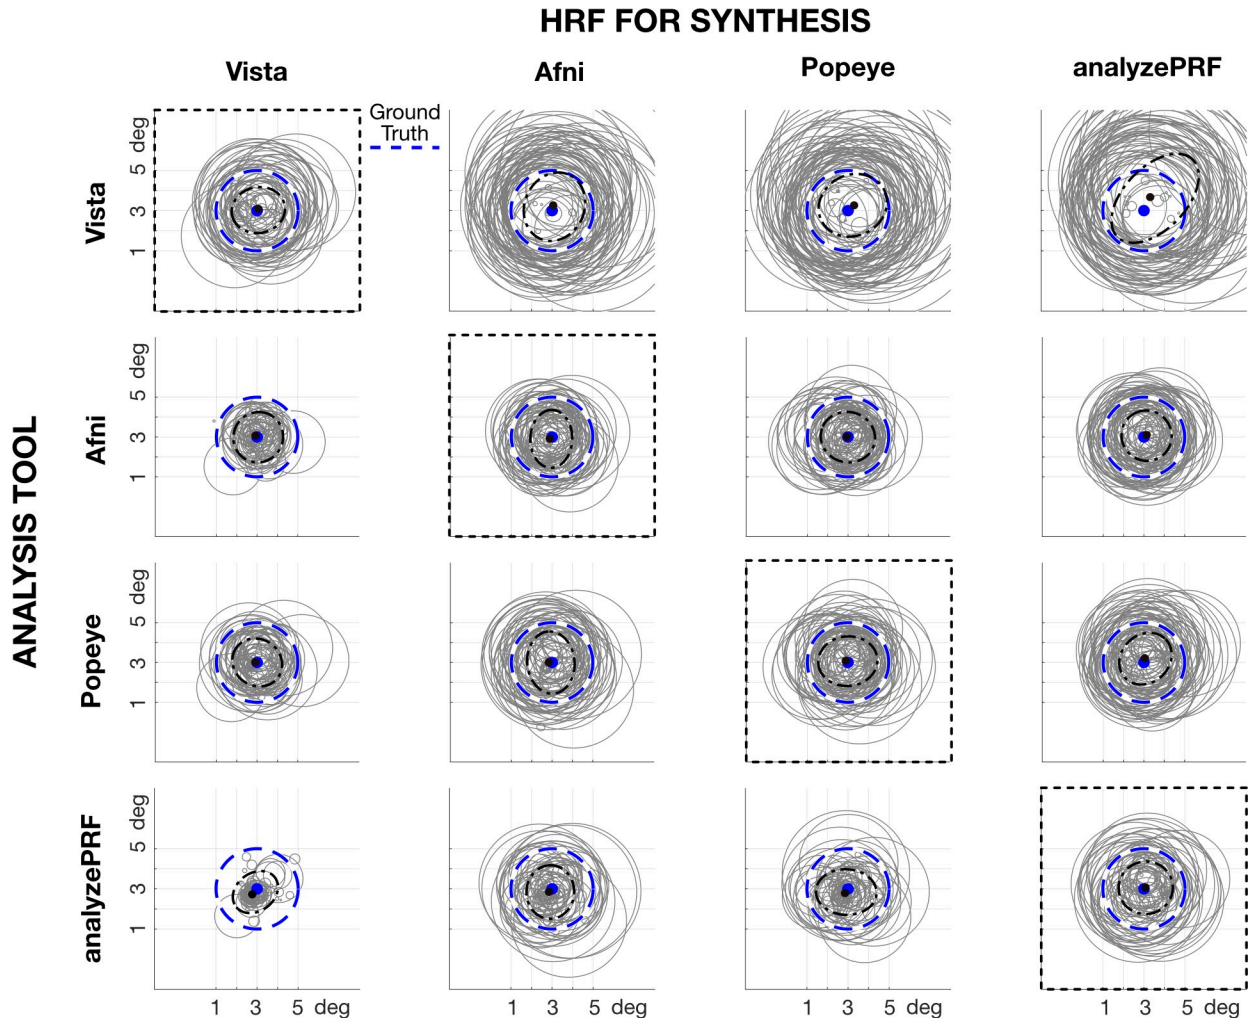 HRF FOR SYNTHESIS
Vista
Afni
Popeye
analyzePRF
Ground
Truth
ANALYSIS TOOL
Vista
deg
5
3
1
Afni
deg
5
3
1
Popeye
deg
5
3
1
analyzePRF
deg
5
3
1
1 3 5 deg
1 3 5 deg
1 3 5 deg
1 3 5 deg